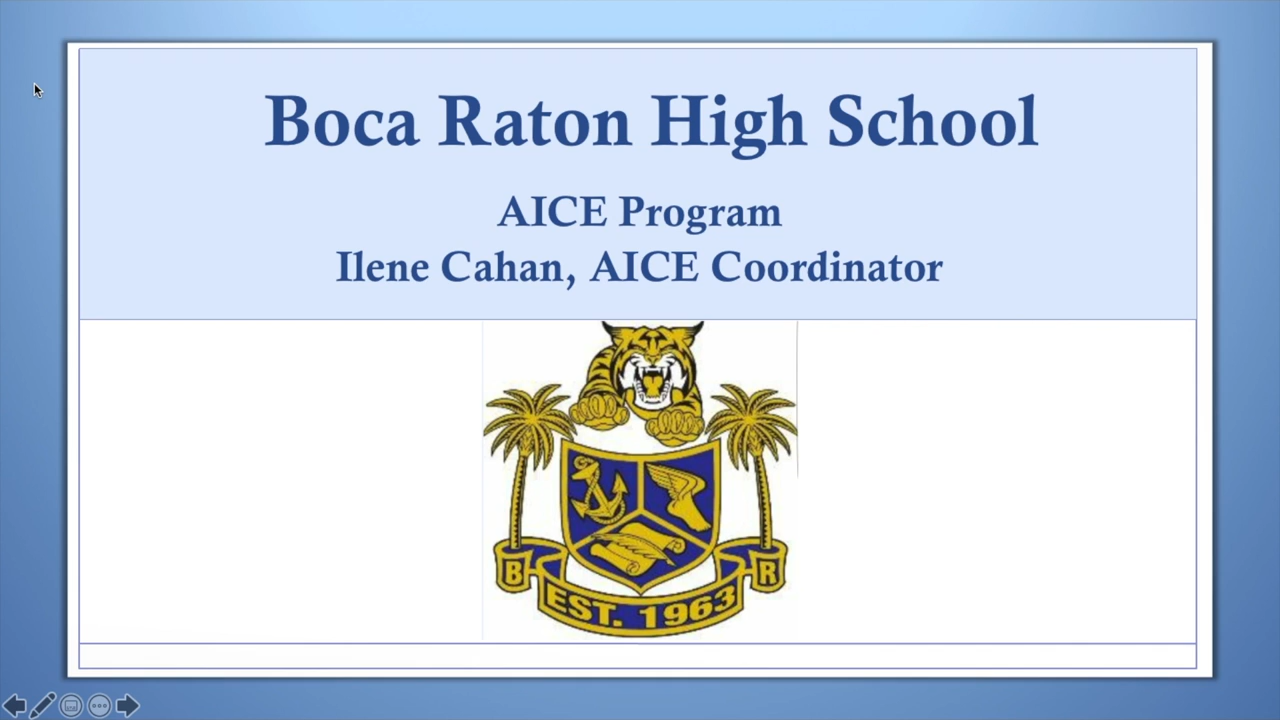 Boca Raton High School
AICE Program
Ilene Cahan, AICE Coordinator
B R
EST. 1963